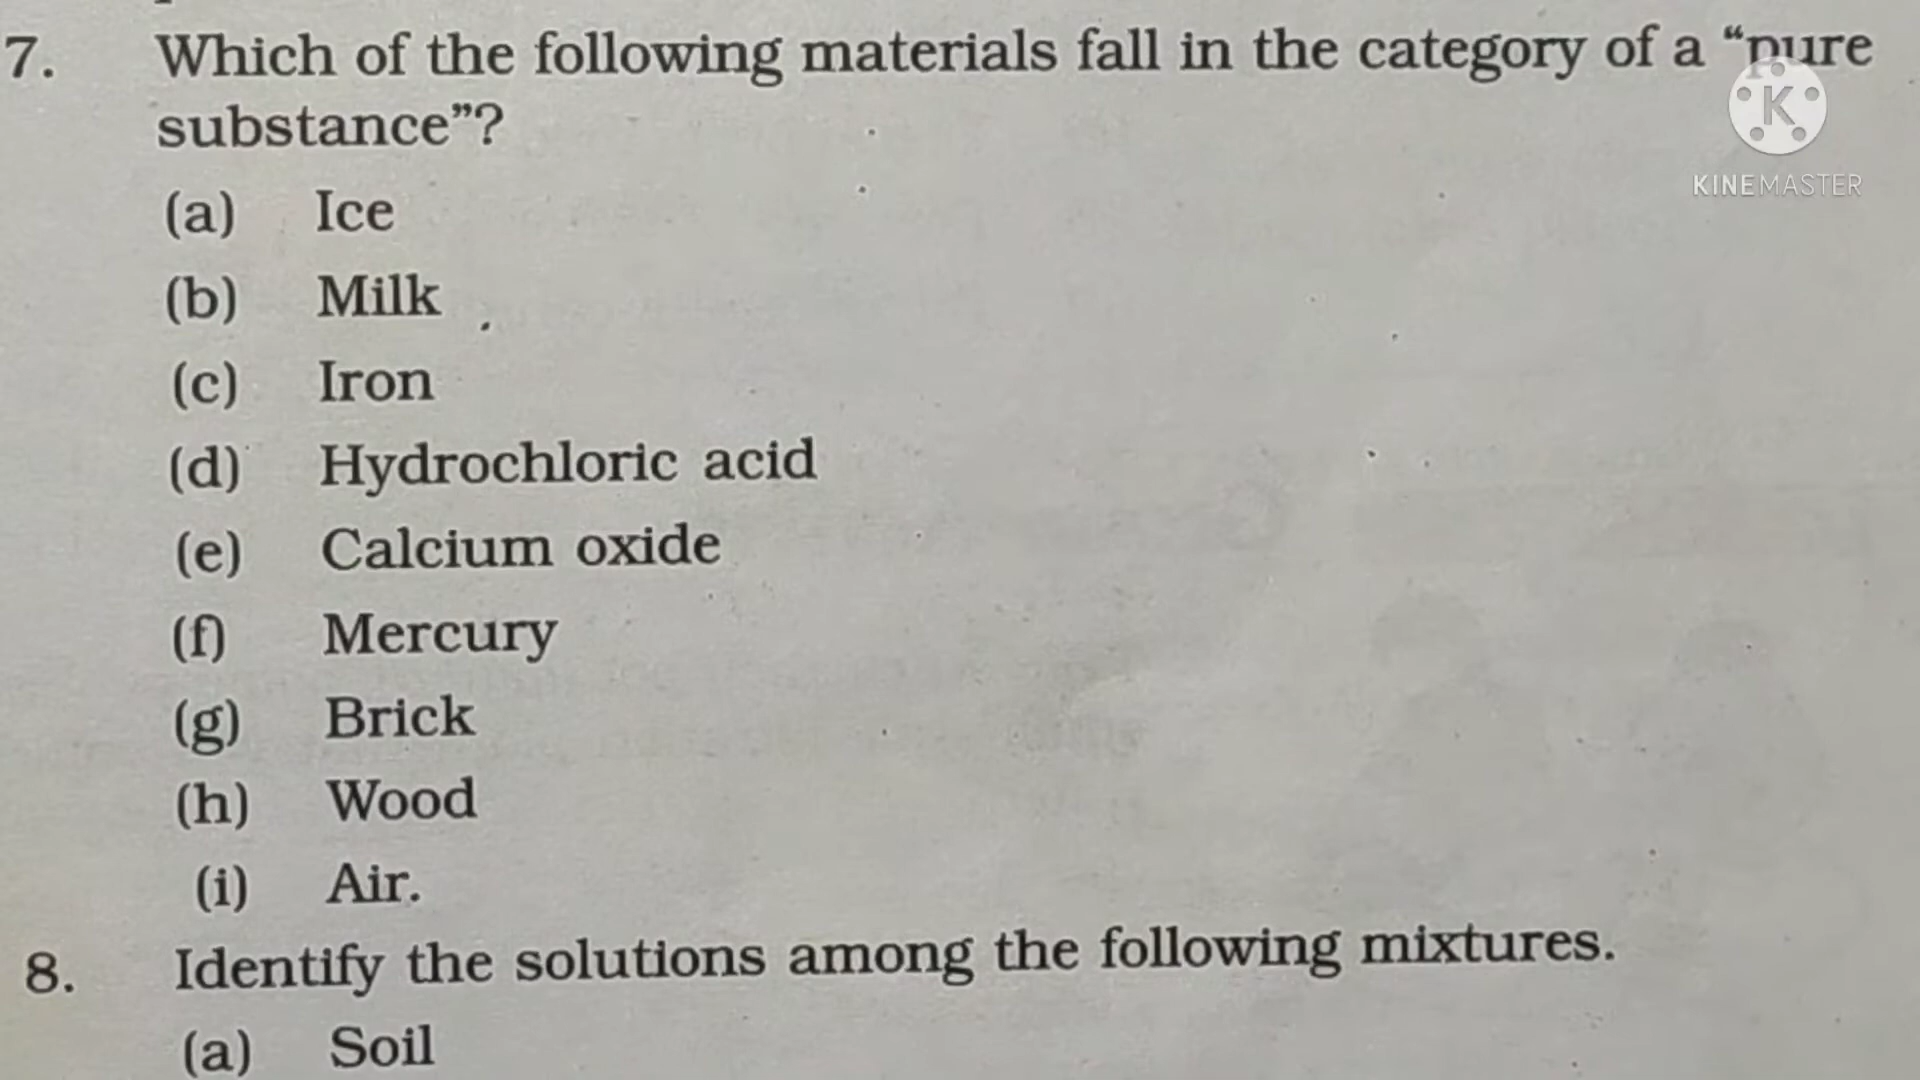 7. Which of the following materials fall in the category of a “pure
substance”?
KINEMASTER
(a) Ice
(b) Milk
(c) Iron
(d) Hydrochloric acid
(e) Calcium oxide
(f) Mercury
(g) Brick
(h) Wood
(i) Air.
8. Identify the solutions among the following mixtures.
(a) Soil